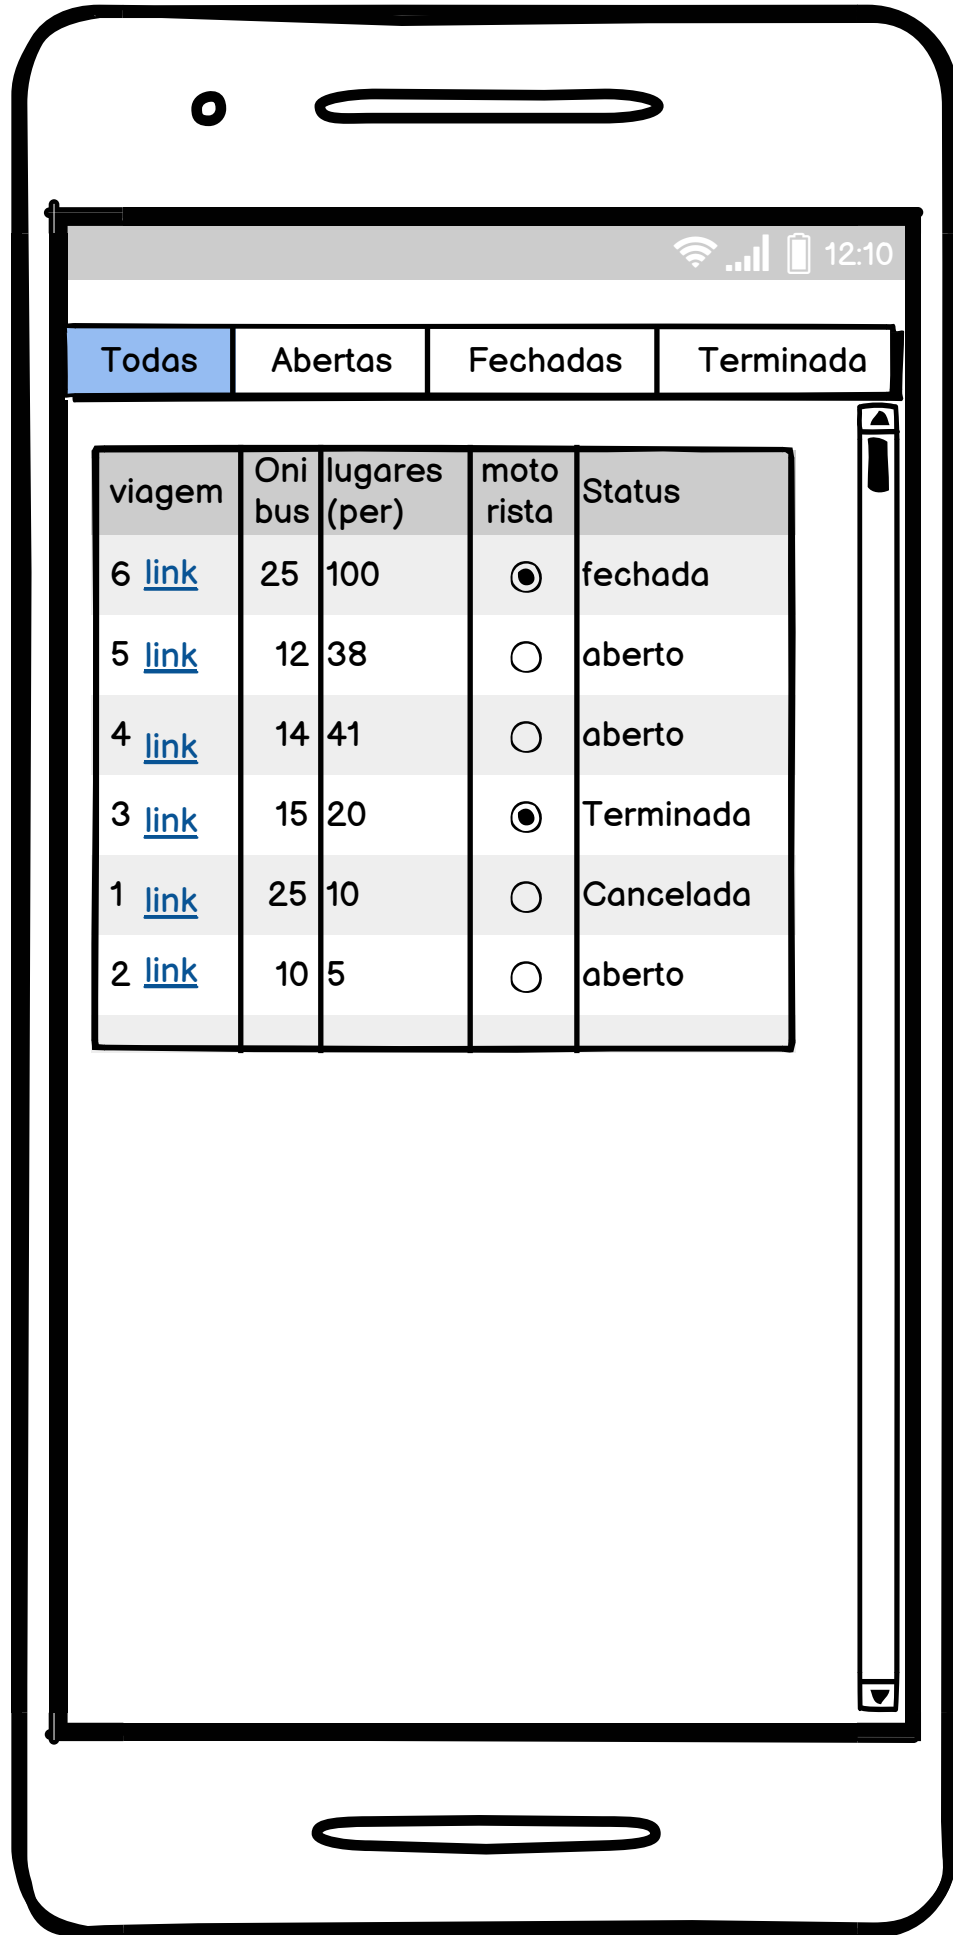 12:10
Todas Abertas Fechadas Terminada
viagem Oni bus lugares (per) moto rista Status
6 link 25 100 fechada
5 link 12 38 aberto
4 link 14 41 aberto
3 link 15 20 Terminada
1 link 25 10 Cancelada
2 link 10 5 aberto